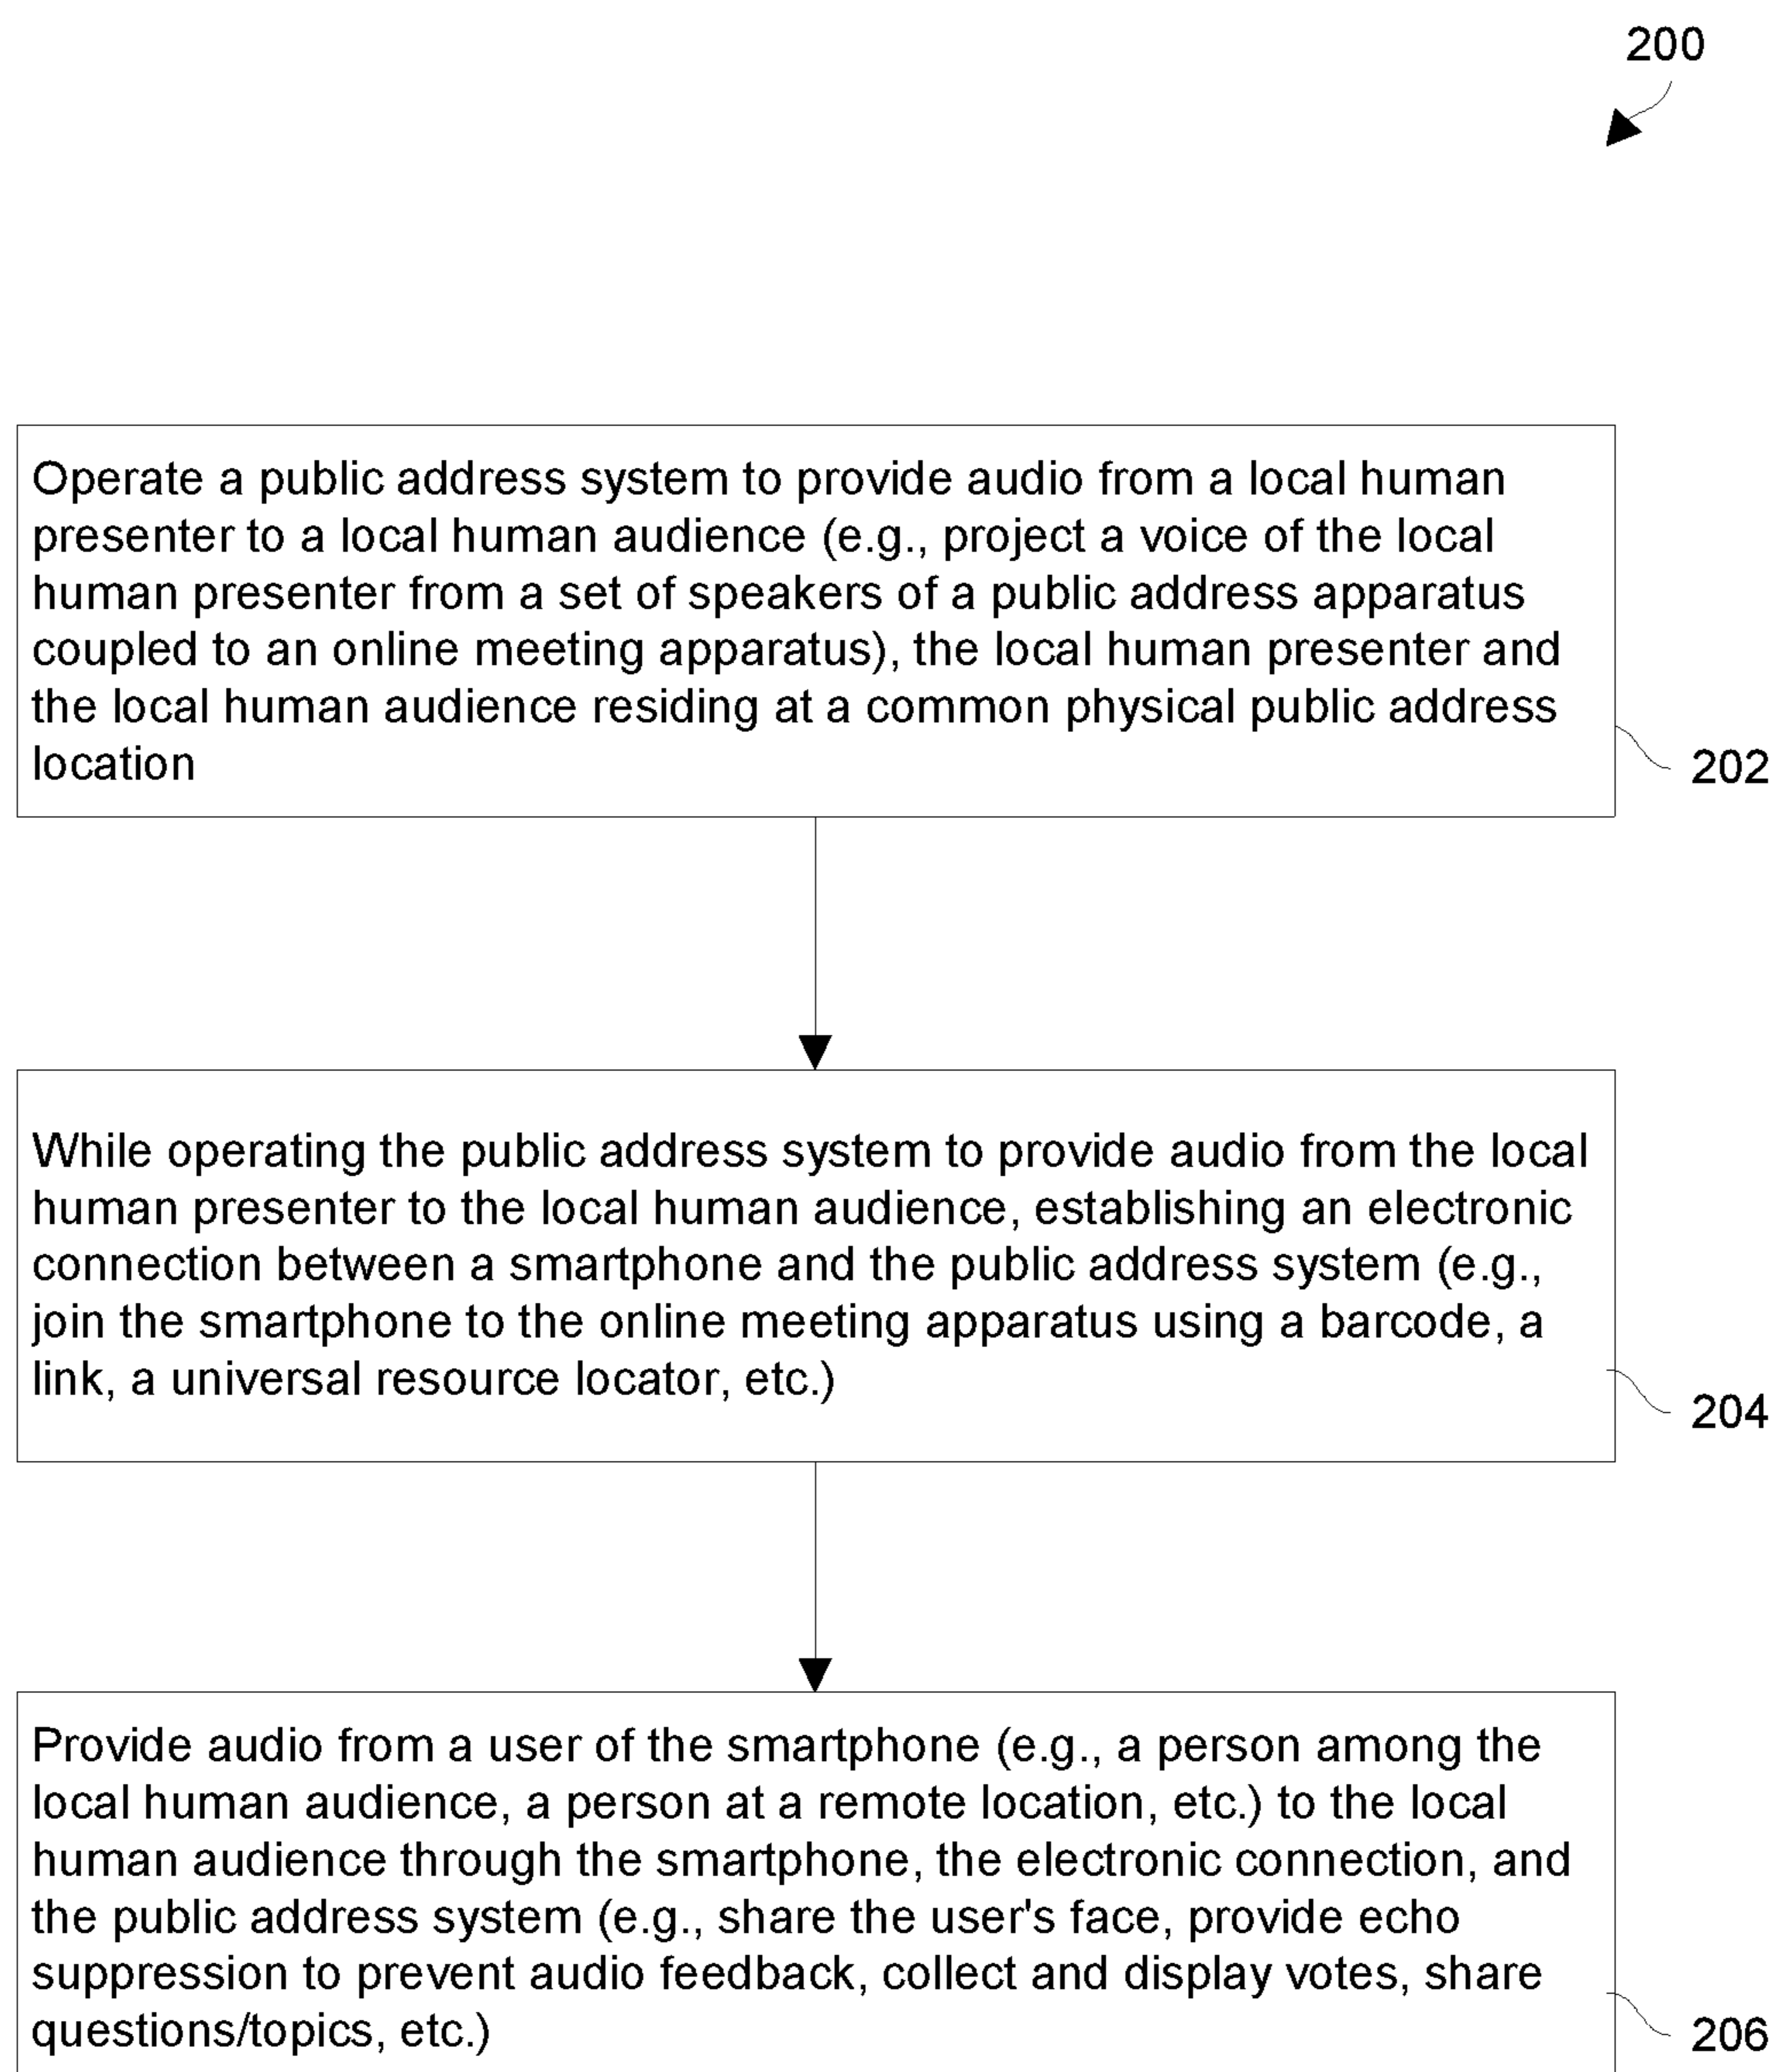 200
Operate a public address system to provide audio from a local human
presenter to a local human audience (e.g., project a voice of the local
human presenter from a set of speakers of a public address apparatus
coupled to an online meeting apparatus), the local human presenter and
the local human audience residing at a common physical public address
location
202
While operating the public address system to provide audio from the local
human presenter to the local human audience, establishing an electronic
connection between a smartphone and the public address system (e.g.,
join the smartphone to the online meeting apparatus using a barcode, a
link, a universal resource locator, etc.)
204
Provide audio from a user of the smartphone (e.g., a person among the
local human audience, a person at a remote location, etc.) to the local
human audience through the smartphone, the electronic connection, and
the public address system (e.g., share the user's face, provide echo
suppression to prevent audio feedback, collect and display votes, share
questions/topics, etc.)
206